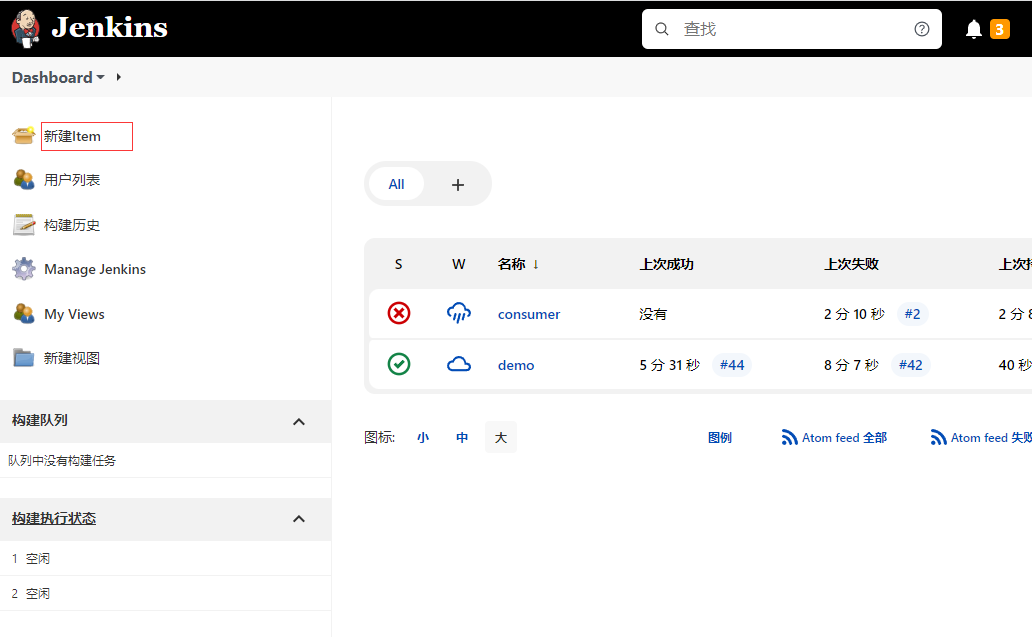 Jenkins
查找
3
Dashboard
新建Item
用户列表
构建历史
Manage Jenkins
My Views
新建视图
构建队列
队列中没有构建任务
构建执行状态
1 空闲
2 空闲
All +
S W 名称 ↓ 上次成功 上次失败 上次持
consumer 没有 2 分 10 秒 #2 2 分 8
demo 5 分 31 秒 #44 8 分 7 秒 #42 40 秒
图标: 小 中 大 图例 Atom feed 全部 Atom feed 失败